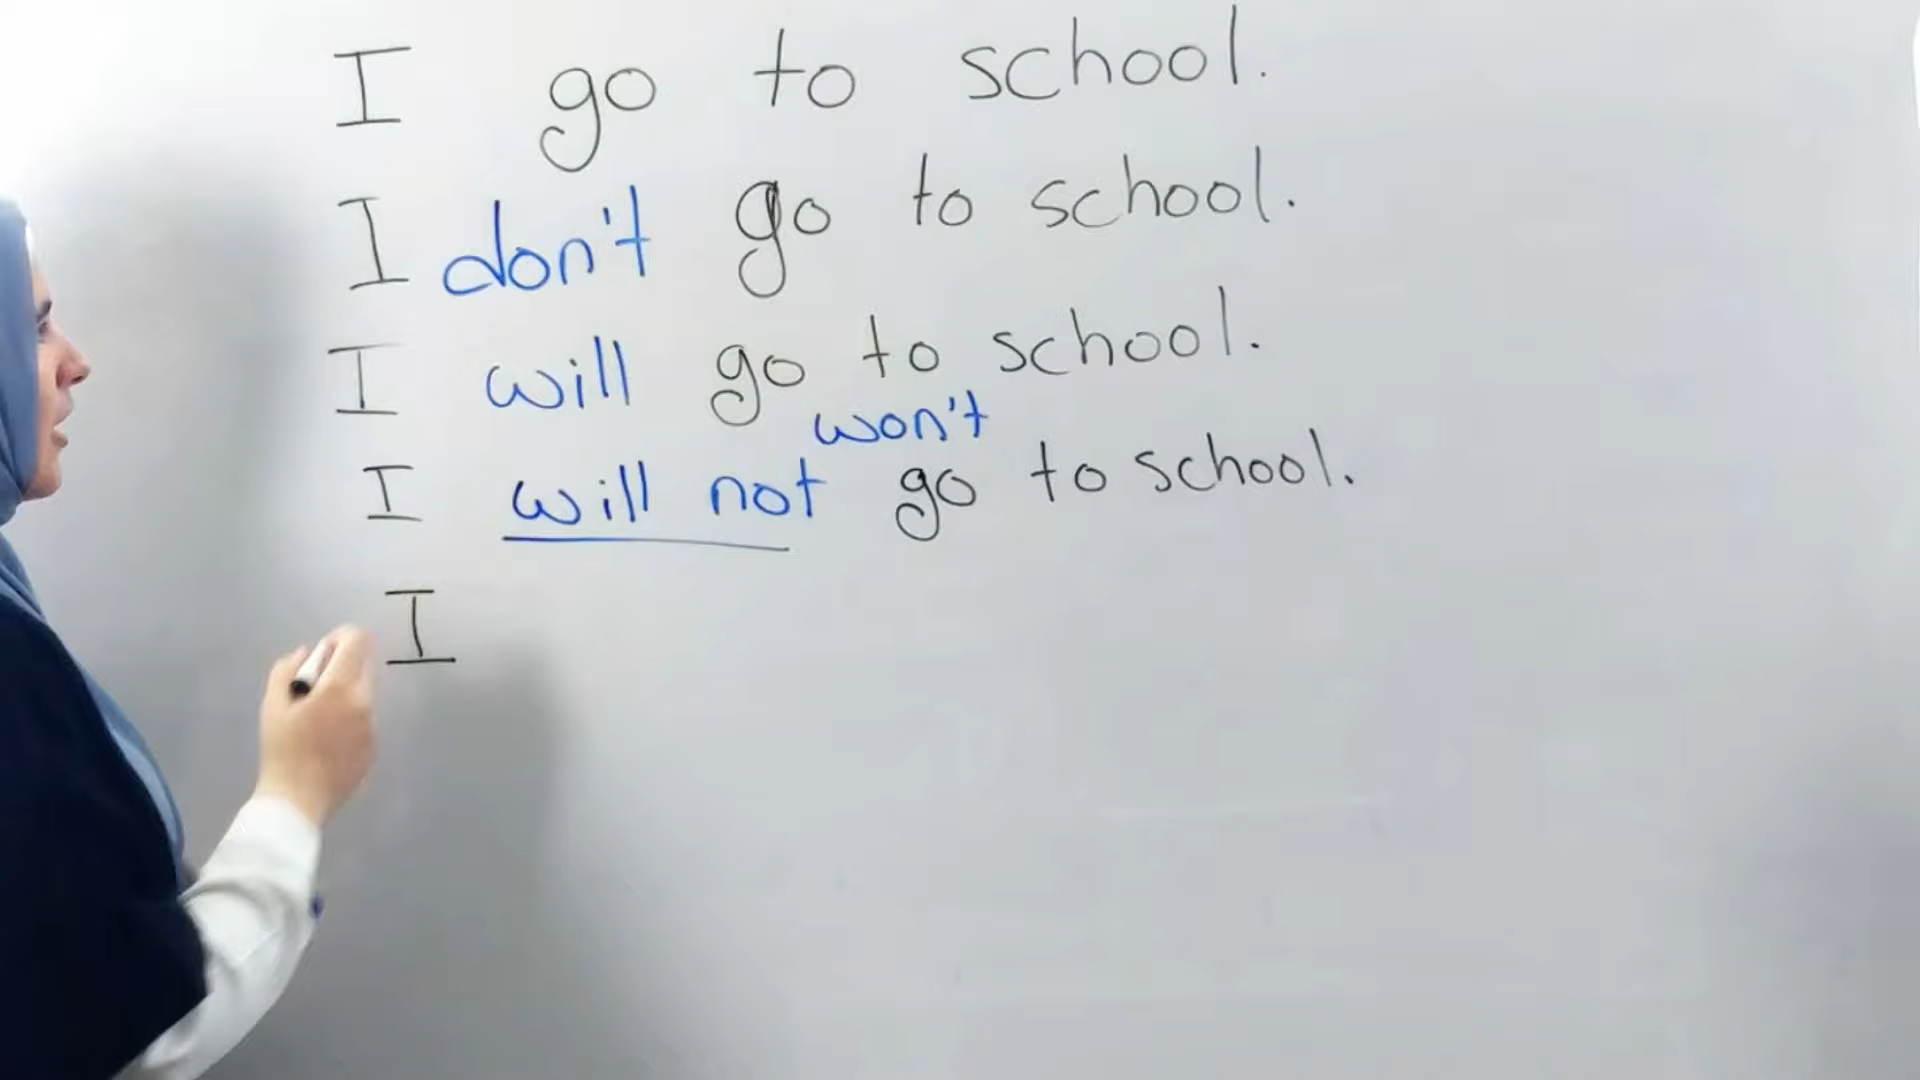 I go to school.
I don't go to school.
I will go to school.
won't
I will not go to school.
I